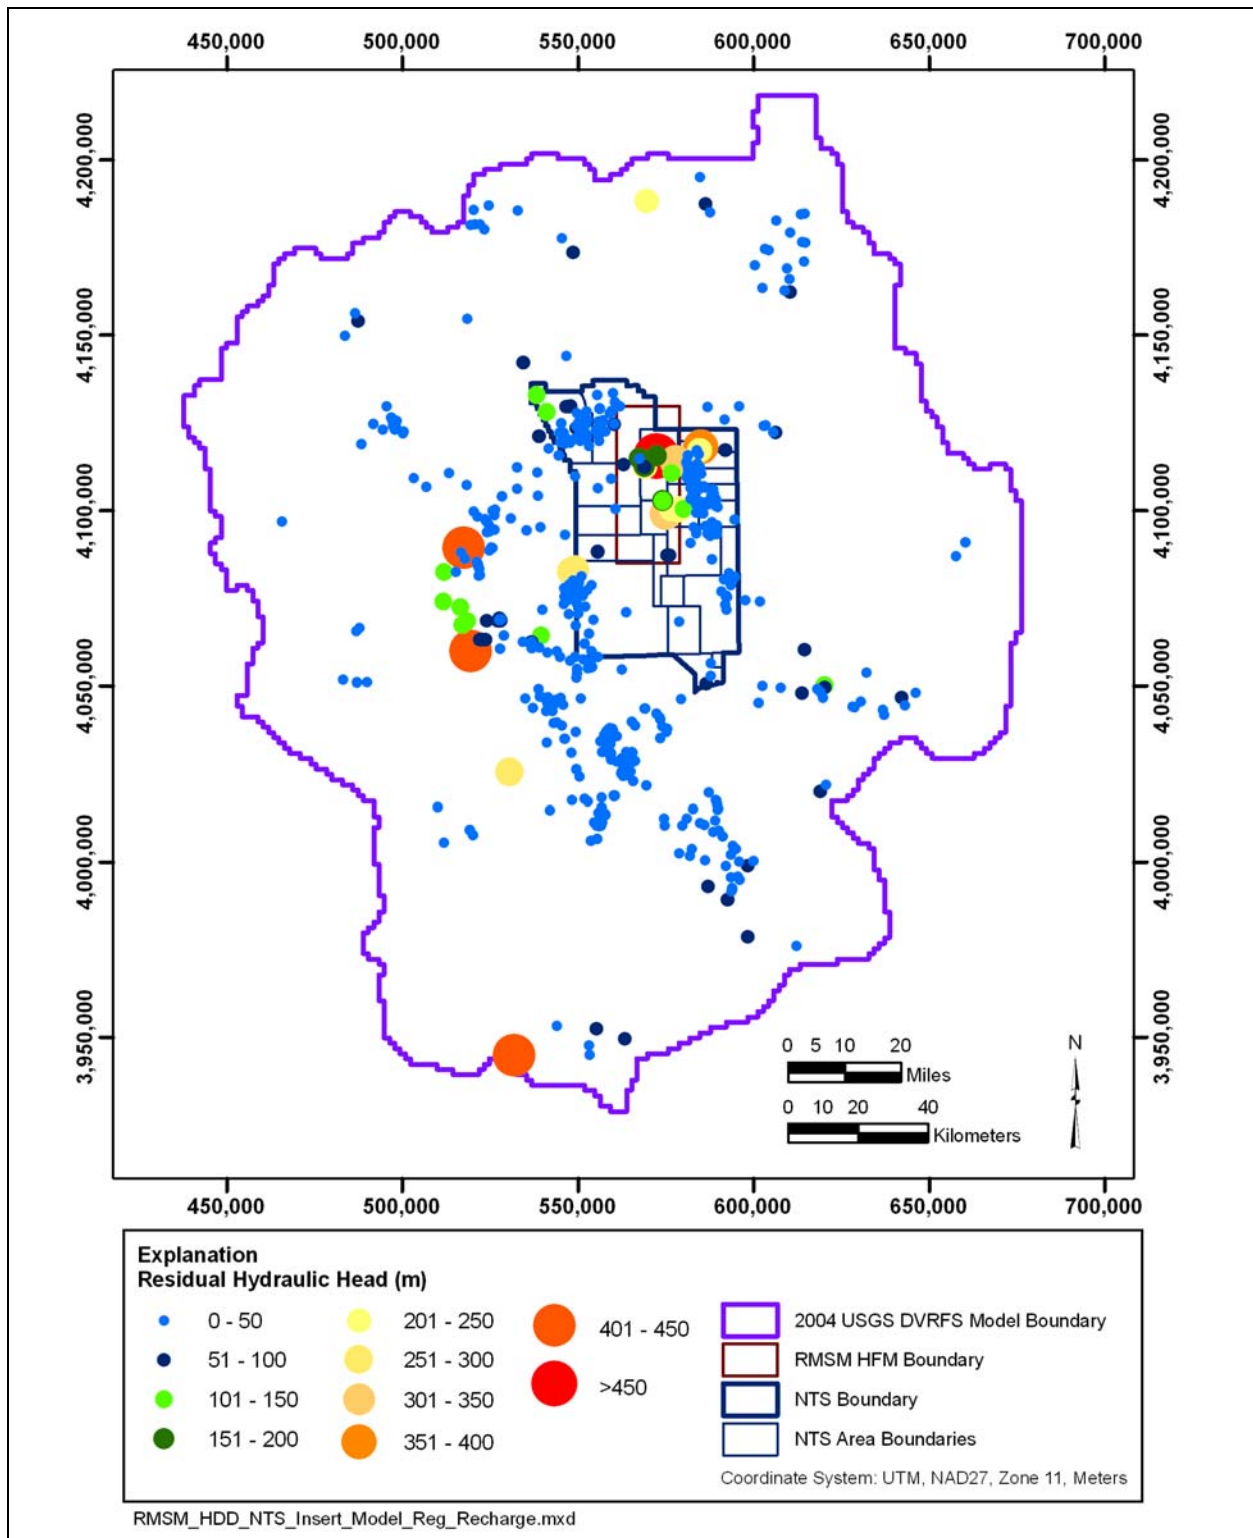 450,000 500,000 550,000 600,000 650,000 700,000
4,200,000 4,200,000
4,150,000 4,150,000
4,100,000 4,100,000
4,050,000 4,050,000
4,000,000 4,000,000
3,950,000 3,950,000
0 5 10 20
Miles
0 10 20 40
Kilometers
N
450,000 500,000 550,000 600,000 650,000 700,000
Explanation
Residual Hydraulic Head (m)
0 - 50
51 - 100
101 - 150
151 - 200
201 - 250
251 - 300
301 - 350
351 - 400
401 - 450
>450
2004 USGS DVRFS Model Boundary
RMSM HFM Boundary
NTS Boundary
NTS Area Boundaries
Coordinate System: UTM, NAD27, Zone 11, Meters
RMSM_HDD_NTS_Insert_Model_Reg_Recharge.mxd